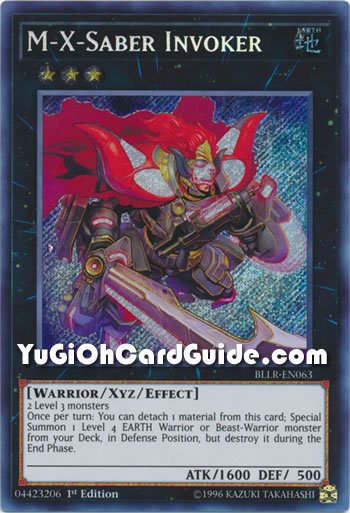 M-X-Saber Invoker
EARTH
地
YuGiOhCardGuide.com
BLLR-EN063
[Warrior/Xyz/Effect]
2 Level 3 monsters
Once per turn: You can detach 1 material from this card; Special
Summon 1 Level 4 EARTH Warrior or Beast-Warrior monster
from your Deck, in Defense Position, but destroy it during the
End Phase.
ATK/1600 DEF/ 500
04423206 1st Edition ©1996 KAZUKI TAKAHASHI